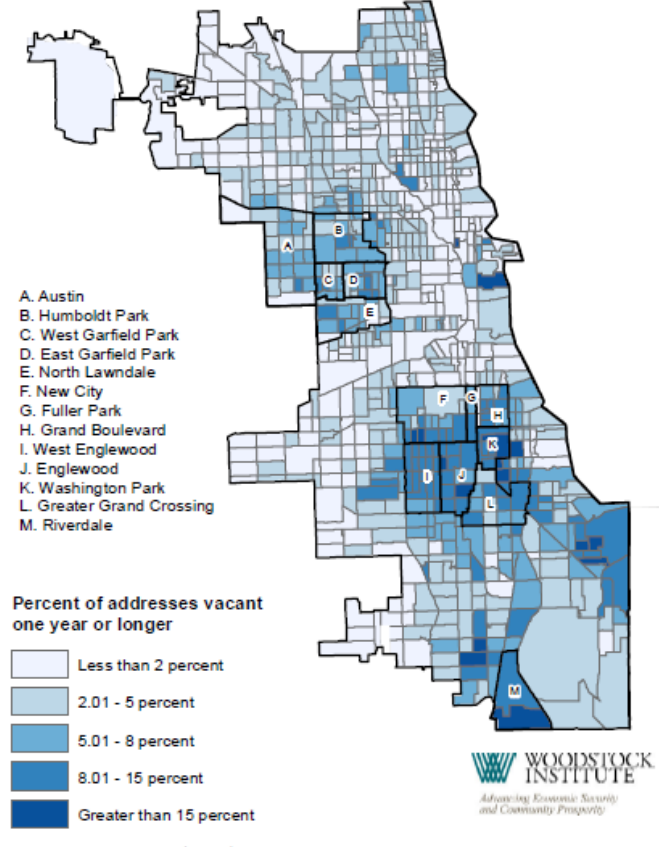 A
B
C
D
E
A. Austin
B. Humboldt Park
C. West Garfield Park
D. East Garfield Park
E. North Lawndale
F. New City
G. Fuller Park
H. Grand Boulevard
I. West Englewood
J. Englewood
K. Washington Park
L. Greater Grand Crossing
M. Riverdale
F
G
H
K
I
J
L
M
Percent of addresses vacant
one year or longer
Less than 2 percent
2.01 - 5 percent
5.01 - 8 percent
8.01 - 15 percent
Greater than 15 percent
WOODSTOCK
INSTITUTE
Advancing Economic Security
and Community Prosperity